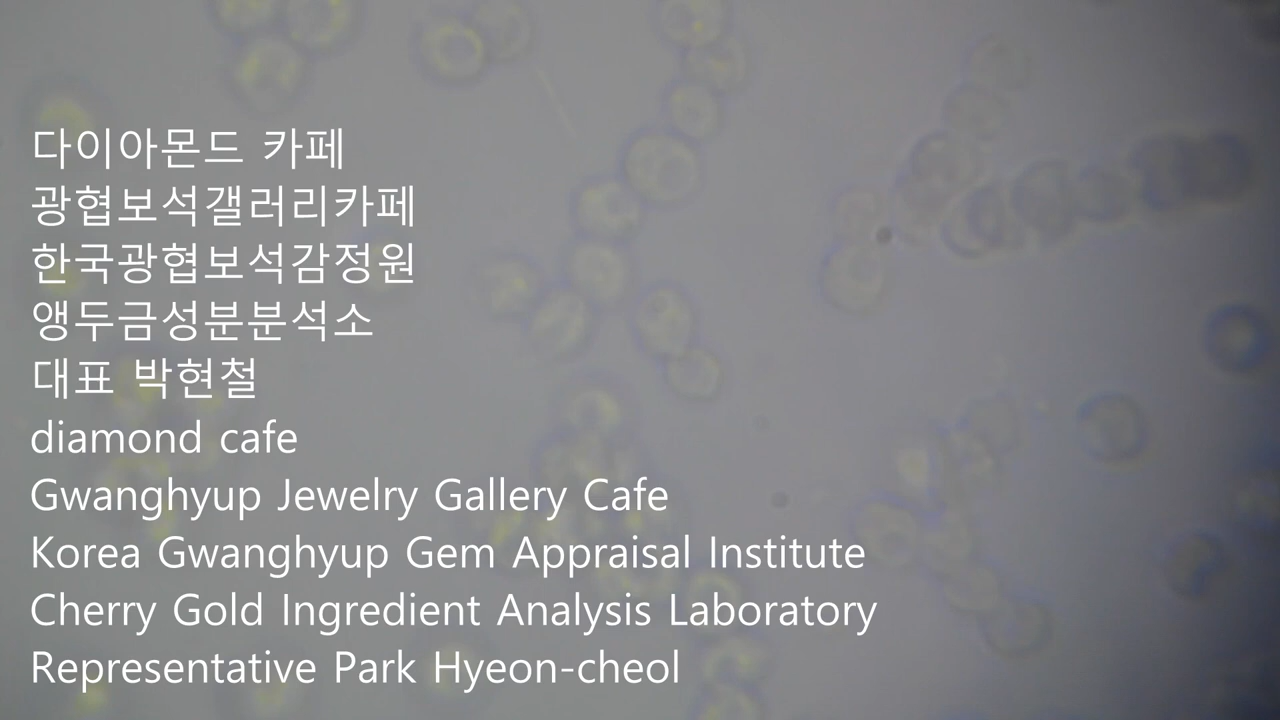 다이아몬드 카페
광협보석갤러리카페
한국광협보석감정원
앵두금성분분석소
대표 박현철
diamond cafe
Gwanghyup Jewelry Gallery Cafe
Korea Gwanghyup Gem Appraisal Institute
Cherry Gold Ingredient Analysis Laboratory
Representative Park Hyeon-cheol